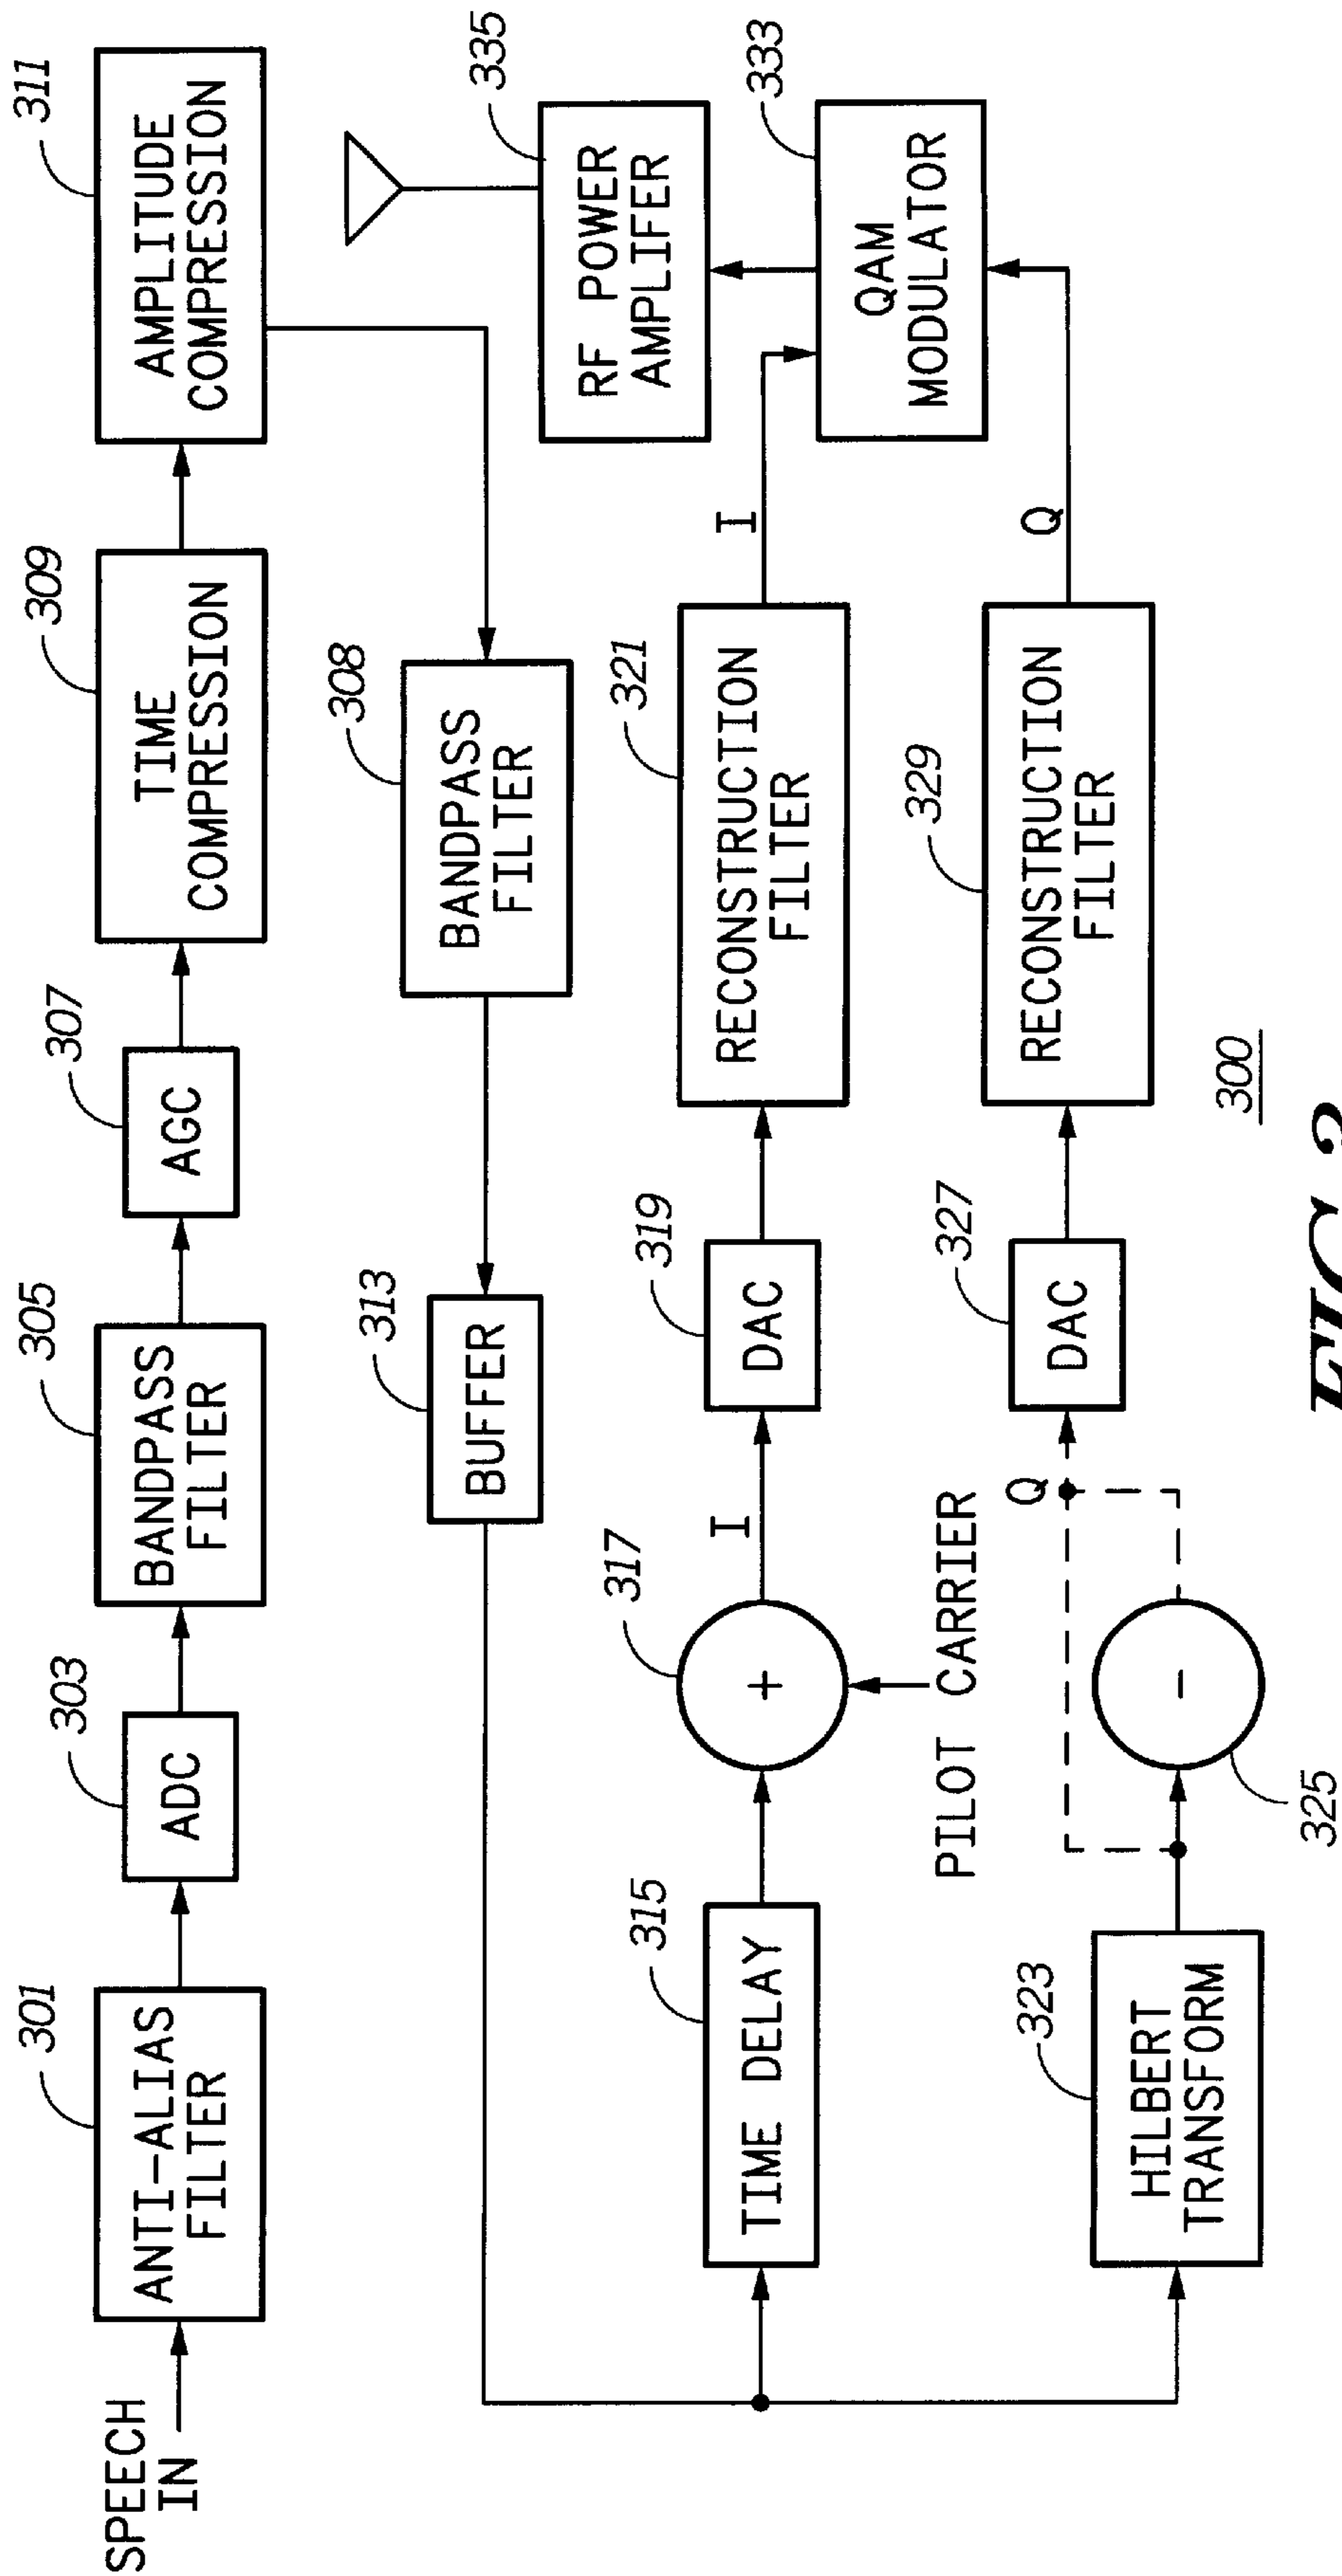 SPEECH
IN
301
ANTI-ALIAS
FILTER
303
ADC
305
BANDPASS
FILTER
307
AGC
309
TIME
COMPRESSION
311
AMPLITUDE
COMPRESSION
313
BUFFER
308
BANDPASS
FILTER
335
RF POWER
AMPLIFER
315
TIME DELAY
317
+
I
319
DAC
321
RECONSTRUCTION
FILTER
I
333
QAM
MODULATOR
PILOT CARRIER
323
HILBERT
TRANSFORM
325
-
Q
327
DAC
329
RECONSTRUCTION
FILTER
Q
300